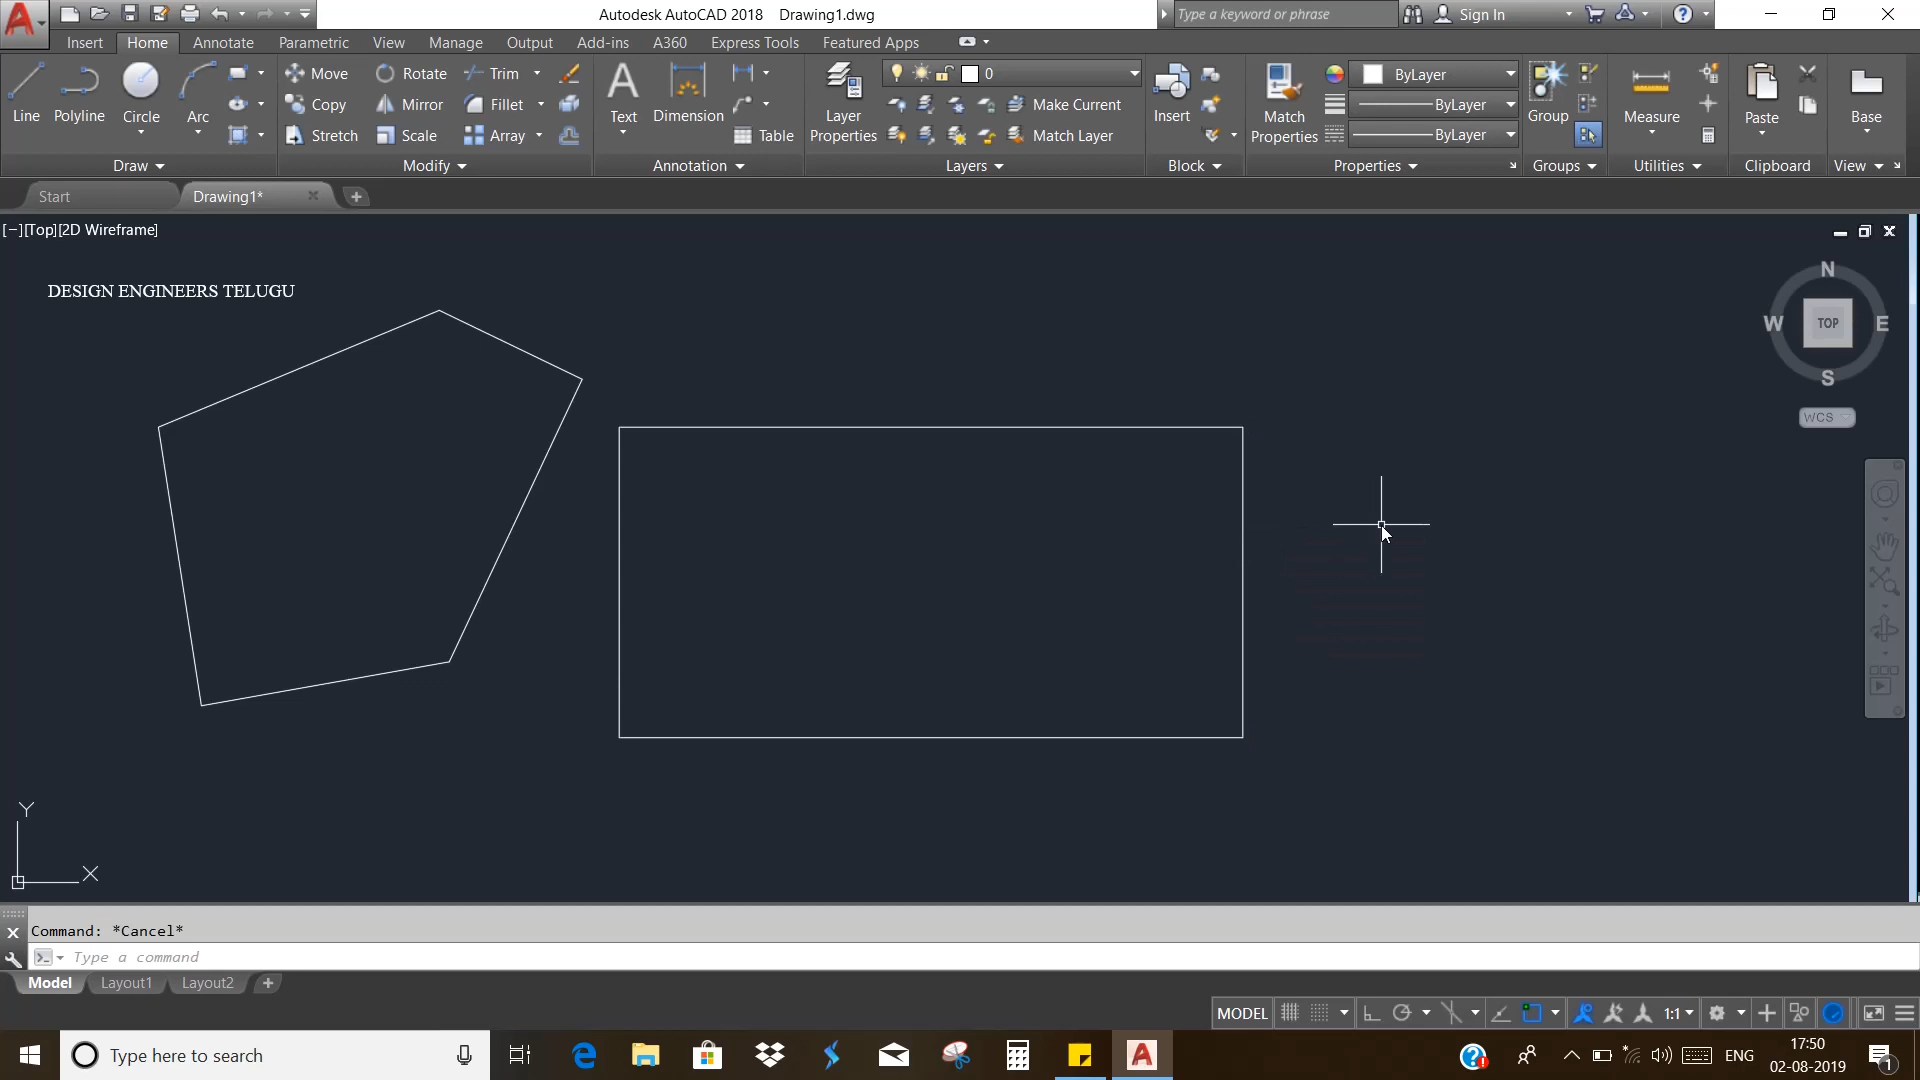 Autodesk AutoCAD 2018 Drawing1.dwg
Type a keyword or phrase
Sign In
Insert Home Annotate Parametric View Manage Output Add-ins A360 Express Tools Featured Apps
Line Polyline Circle Arc
Move Rotate Trim
Copy Mirror Fillet
Stretch Scale Array
Text Dimension Table
Layer Properties
0
Make Current
Match Layer
Insert
Match Properties
ByLayer
ByLayer
ByLayer
Group
Measure
Paste
Base
Draw Modify Annotation Layers Block Properties Groups Utilities Clipboard View
Start Drawing1*
[−][Top][2D Wireframe]
DESIGN ENGINEERS TELUGU
N
W TOP E
S
WCS
Y
X
Command: *Cancel*
Type a command
Model Layout1 Layout2
MODEL 1:1
Type here to search
ENG
17:50
02-08-2019
1